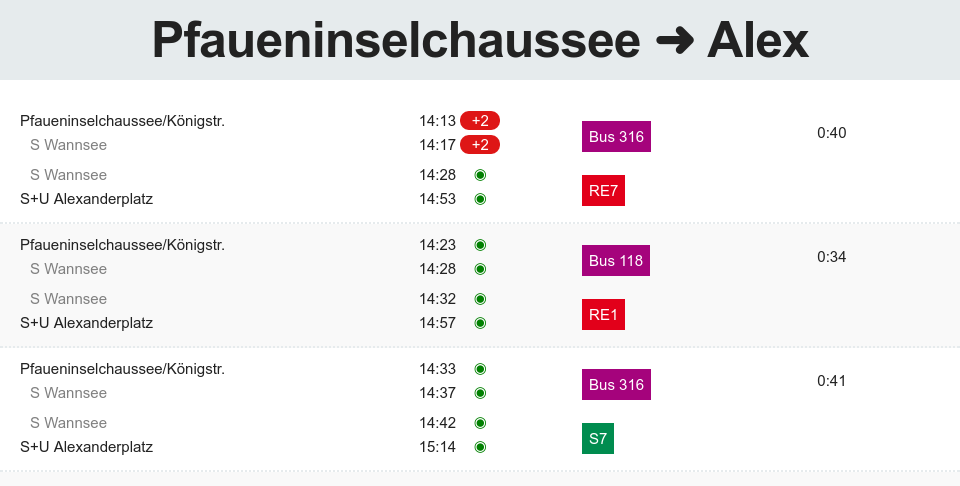 Pfaueninselchaussee ➜ Alex
Pfaueninselchaussee/Königstr. 14:13 +2 Bus 316 0:40
S Wannsee 14:17 +2
S Wannsee 14:28 RE7
S+U Alexanderplatz 14:53
Pfaueninselchaussee/Königstr. 14:23 Bus 118 0:34
S Wannsee 14:28
S Wannsee 14:32 RE1
S+U Alexanderplatz 14:57
Pfaueninselchaussee/Königstr. 14:33 Bus 316 0:41
S Wannsee 14:37
S Wannsee 14:42 S7
S+U Alexanderplatz 15:14